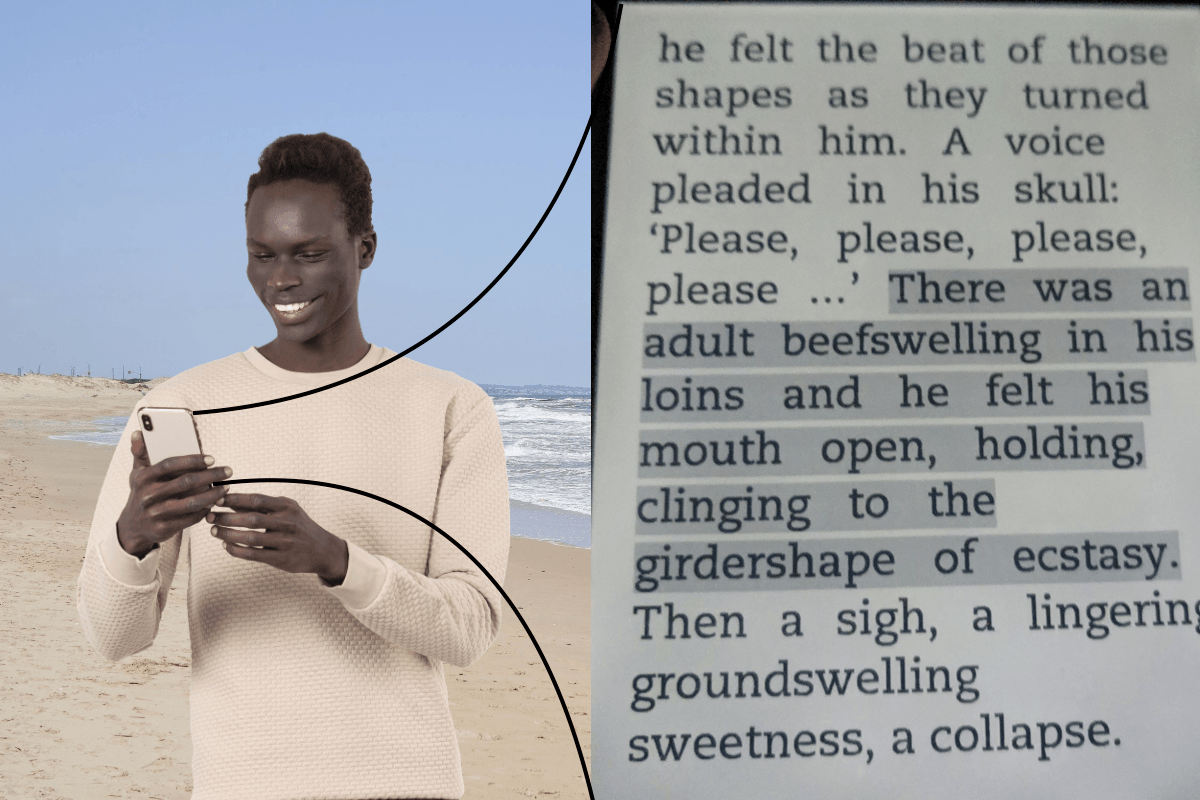 he felt the beat of those
shapes as they turned
within him. A voice
pleaded in his skull:
‘Please, please, please,
please ...’ There was an
adult beefswelling in his
loins and he felt his
mouth open, holding,
clinging to the
girdershape of ecstasy.
Then a sigh, a lingering
groundswelling
sweetness, a collapse.